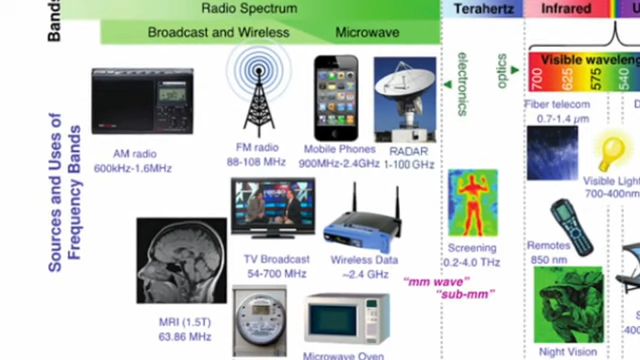 Bands
Radio Spectrum
Terahertz
Infrared
U
Broadcast and Wireless
Microwave
electronics
optics
Visible waveleng
700
625
575
540
Sources and Uses of
Frequency Bands
AM radio
600kHz-1.6MHz
FM radio
88-108 MHz
Mobile Phones
900MHz-2.4GHz
RADAR
1-100 GHz
Fiber telecom
0.7-1.4 µm
Visible Light
700-400nm
TV Broadcast
54-700 MHz
Wireless Data
~2.4 GHz
Screening
0.2-4.0 THz
Remotes
850 nm
"mm wave"
"sub-mm"
MRI (1.5T)
63.86 MHz
Microwave Oven
Night Vision